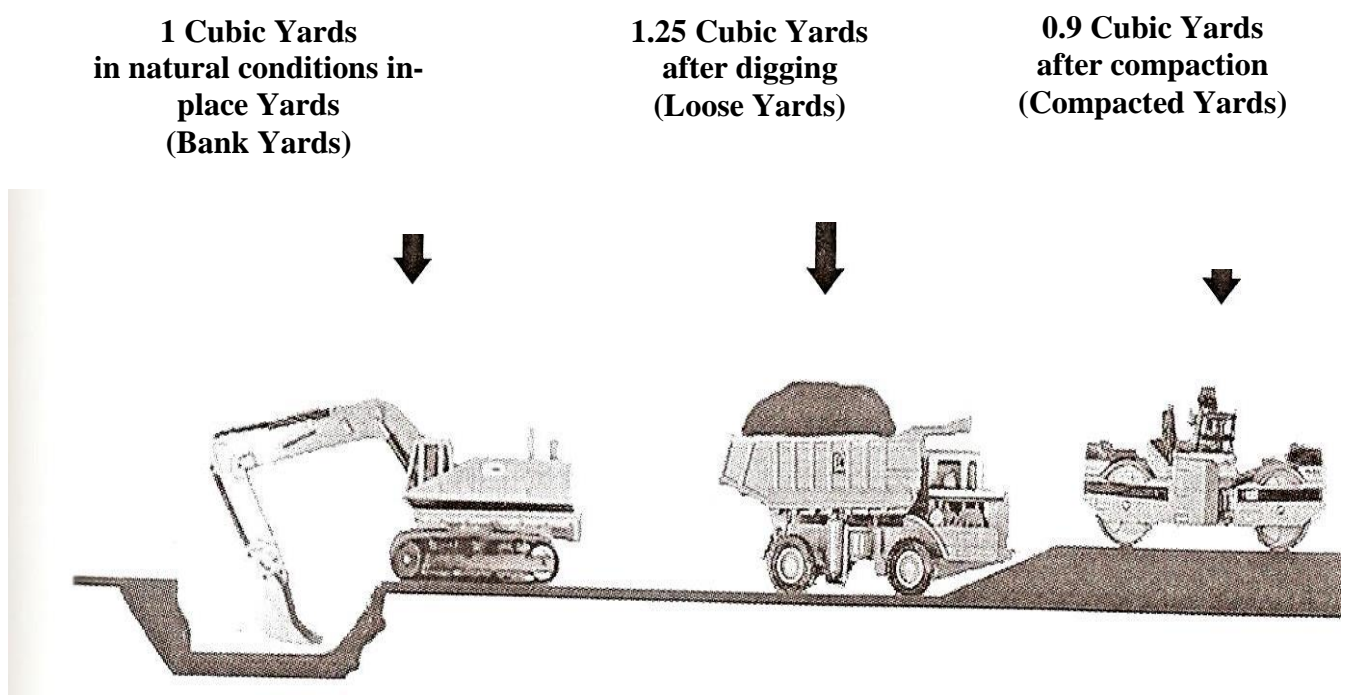 1 Cubic Yards
in natural conditions in-
place Yards
(Bank Yards)
1.25 Cubic Yards
after digging
(Loose Yards)
0.9 Cubic Yards
after compaction
(Compacted Yards)